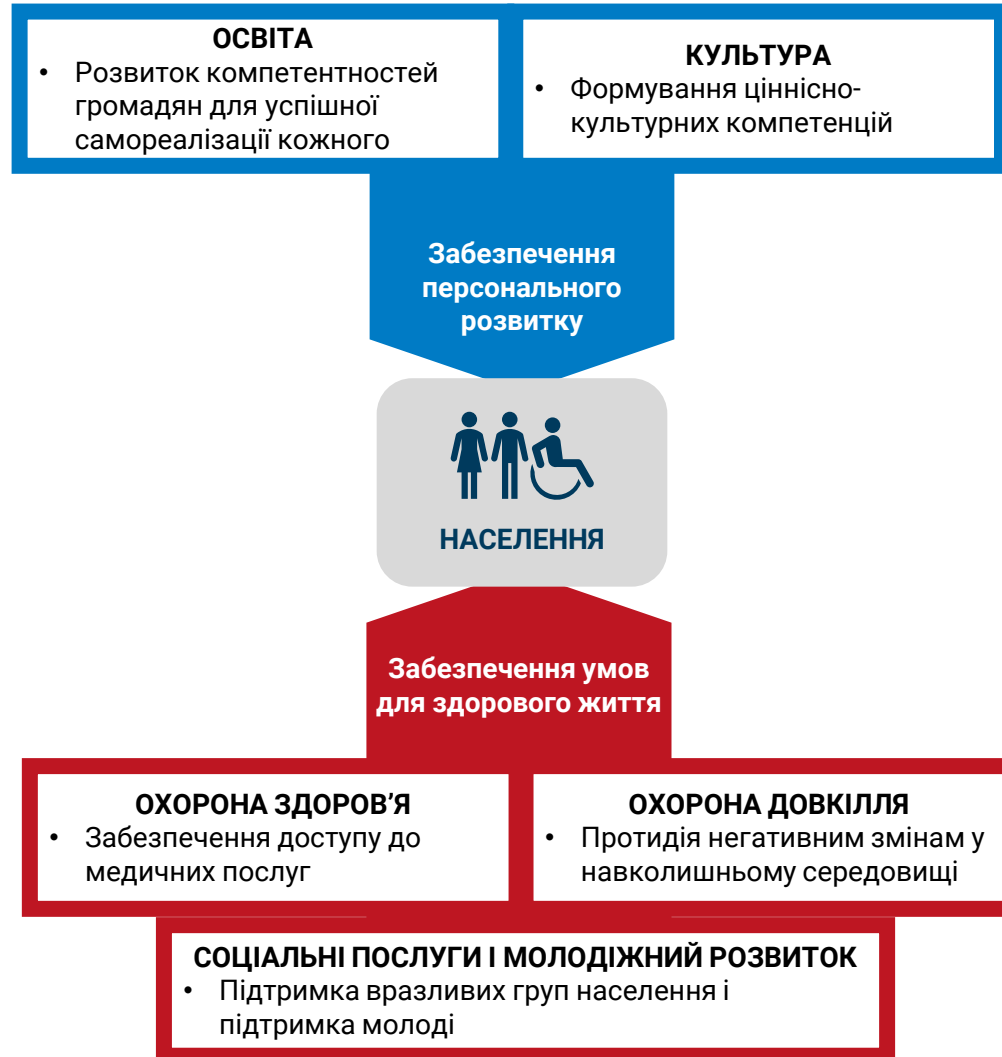 ОСВІТА
• Розвиток компетентностей
громадян для успішної
самореалізації кожного
КУЛЬТУРА
• Формування ціннісно-
культурних компетенцій
Забезпечення
персонального
розвитку
НАСЕЛЕННЯ
Забезпечення умов
для здорового життя
ОХОРОНА ЗДОРОВ’Я
• Забезпечення доступу до
медичних послуг
ОХОРОНА ДОВКІЛЛЯ
• Протидія негативним змінам у
навколишньому середовищі
СОЦІАЛЬНІ ПОСЛУГИ І МОЛОДІЖНИЙ РОЗВИТОК
• Підтримка вразливих груп населення і
підтримка молоді